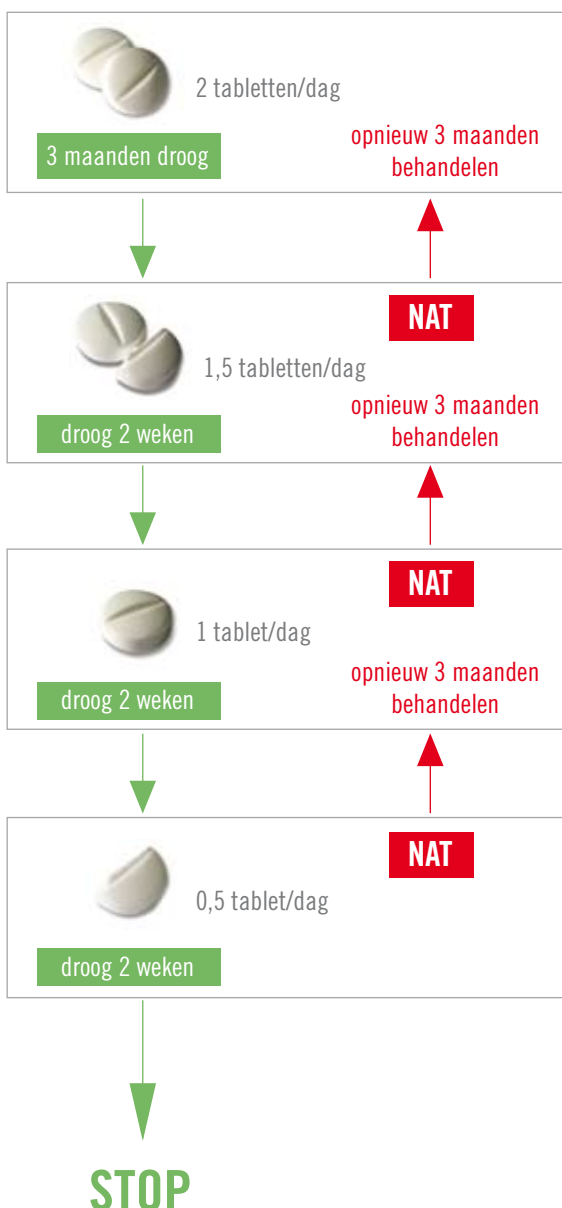 2 tabletten/dag
3 maanden droog
opnieuw 3 maanden
behandelen
NAT
1,5 tabletten/dag
droog 2 weken
opnieuw 3 maanden
behandelen
NAT
1 tablet/dag
droog 2 weken
opnieuw 3 maanden
behandelen
NAT
0,5 tablet/dag
droog 2 weken
STOP